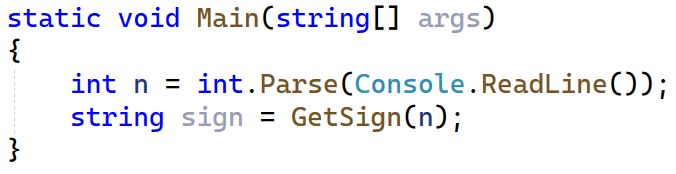 static void Main(string[] args)
{
    int n = int.Parse(Console.ReadLine());
    string sign = GetSign(n);
}